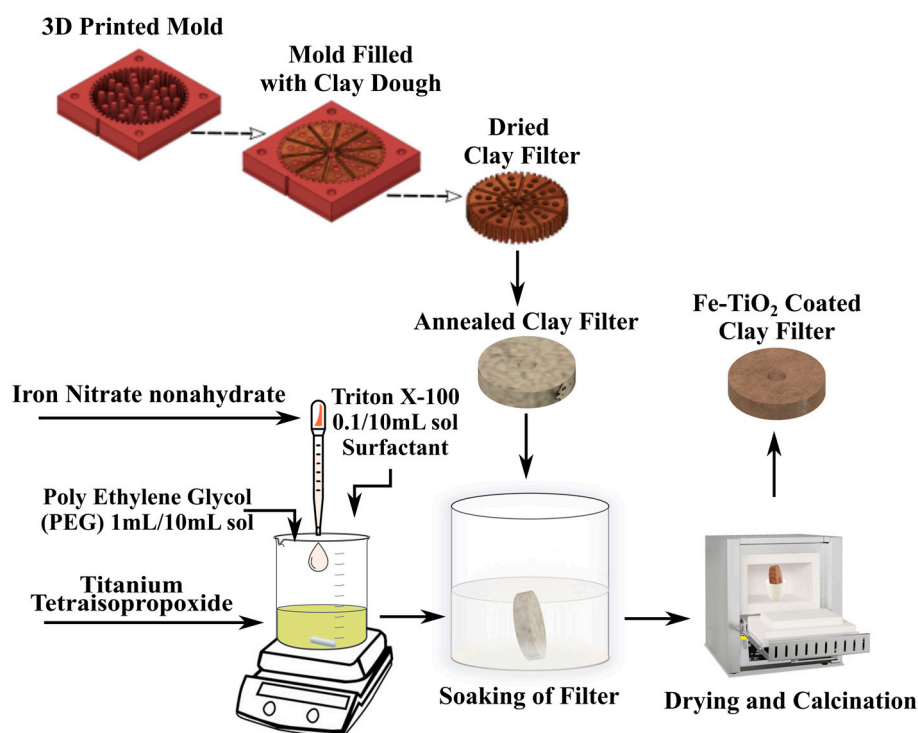 3D Printed Mold
Mold Filled
with Clay Dough
Dried
Clay Filter
Annealed Clay Filter
Fe-TiO₂ Coated
Clay Filter
Iron Nitrate nonahydrate
Triton X-100
0.1/10mL sol
Surfactant
Poly Ethylene Glycol
(PEG) 1mL/10mL sol
Titanium
Tetraisopropoxide
Soaking of Filter
Drying and Calcination